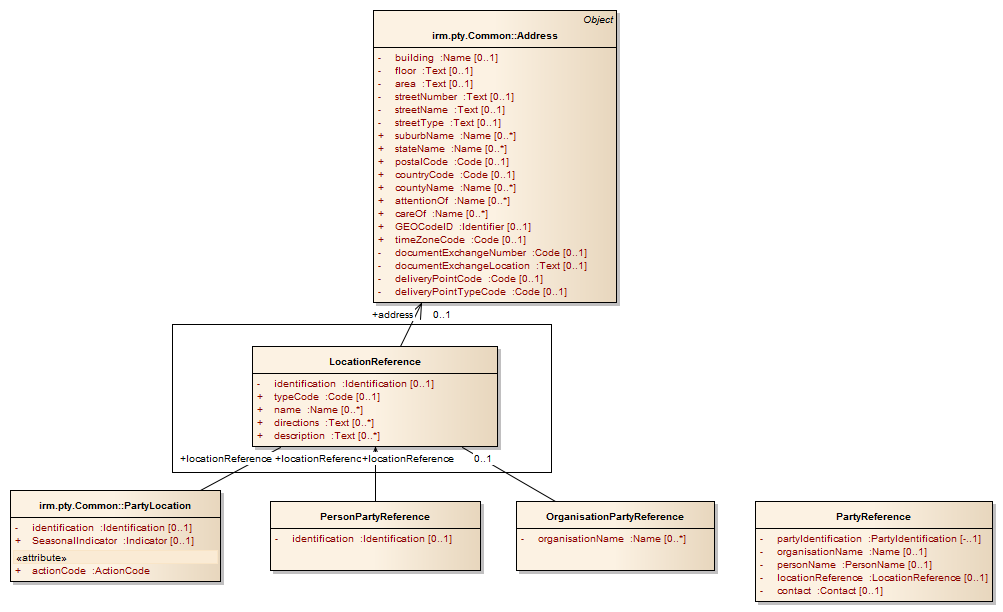 Object
irm.pty.Common::Address
- building :Name [0..1]
- floor :Text [0..1]
- area :Text [0..1]
- streetNumber :Text [0..1]
- streetName :Text [0..1]
- streetType :Text [0..1]
+ suburbName :Name [0..*]
+ stateName :Name [0..*]
+ postalCode :Code [0..1]
+ countryCode :Code [0..1]
+ countyName :Name [0..*]
+ attentionOf :Name [0..*]
+ careOf :Name [0..*]
+ GEOCodeID :Identifier [0..1]
+ timeZoneCode :Code [0..1]
- documentExchangeNumber :Code [0..1]
- documentExchangeLocation :Text [0..1]
- deliveryPointCode :Code [0..1]
- deliveryPointTypeCode :Code [0..1]
+address 0..1
LocationReference
- identification :Identification [0..1]
+ typeCode :Code [0..1]
+ name :Name [0..*]
+ directions :Text [0..*]
+ description :Text [0..*]
+locationReference +locationReferenc+locationReference 0..1
irm.pty.Common::PartyLocation
- identification :Identification [0..1]
+ SeasonalIndicator :Indicator [0..1]
«attribute»
+ actionCode :ActionCode
PersonPartyReference
- identification :Identification [0..1]
OrganisationPartyReference
- organisationName :Name [0..*]
PartyReference
- partyIdentification :PartyIdentification [-..1]
- organisationName :Name [0..1]
- personName :PersonName [0..1]
- locationReference :LocationReference [0..1]
- contact :Contact [0..1]